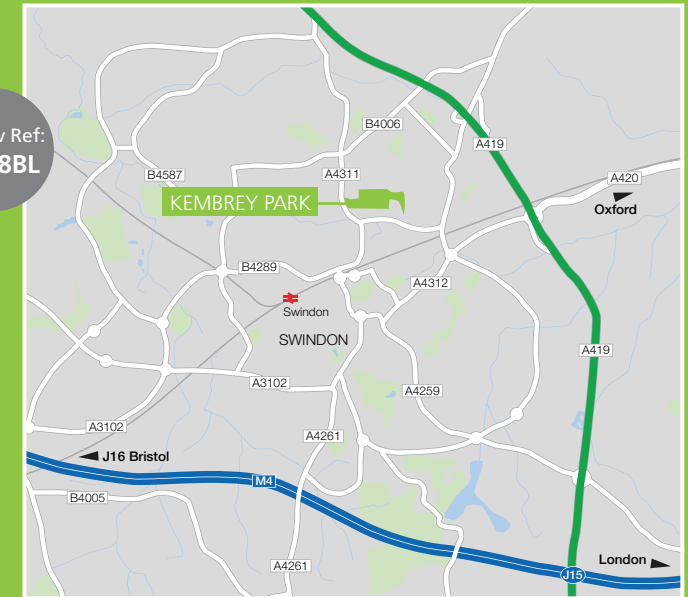 Ref:
8BL
B4006
A419
B4587
A4311
A420
Oxford
KEMBREY PARK
B4289
A4312
Swindon
SWINDON
A419
A3102
A4259
A3102
A4261
J16 Bristol
M4
B4005
London
A4261
J15